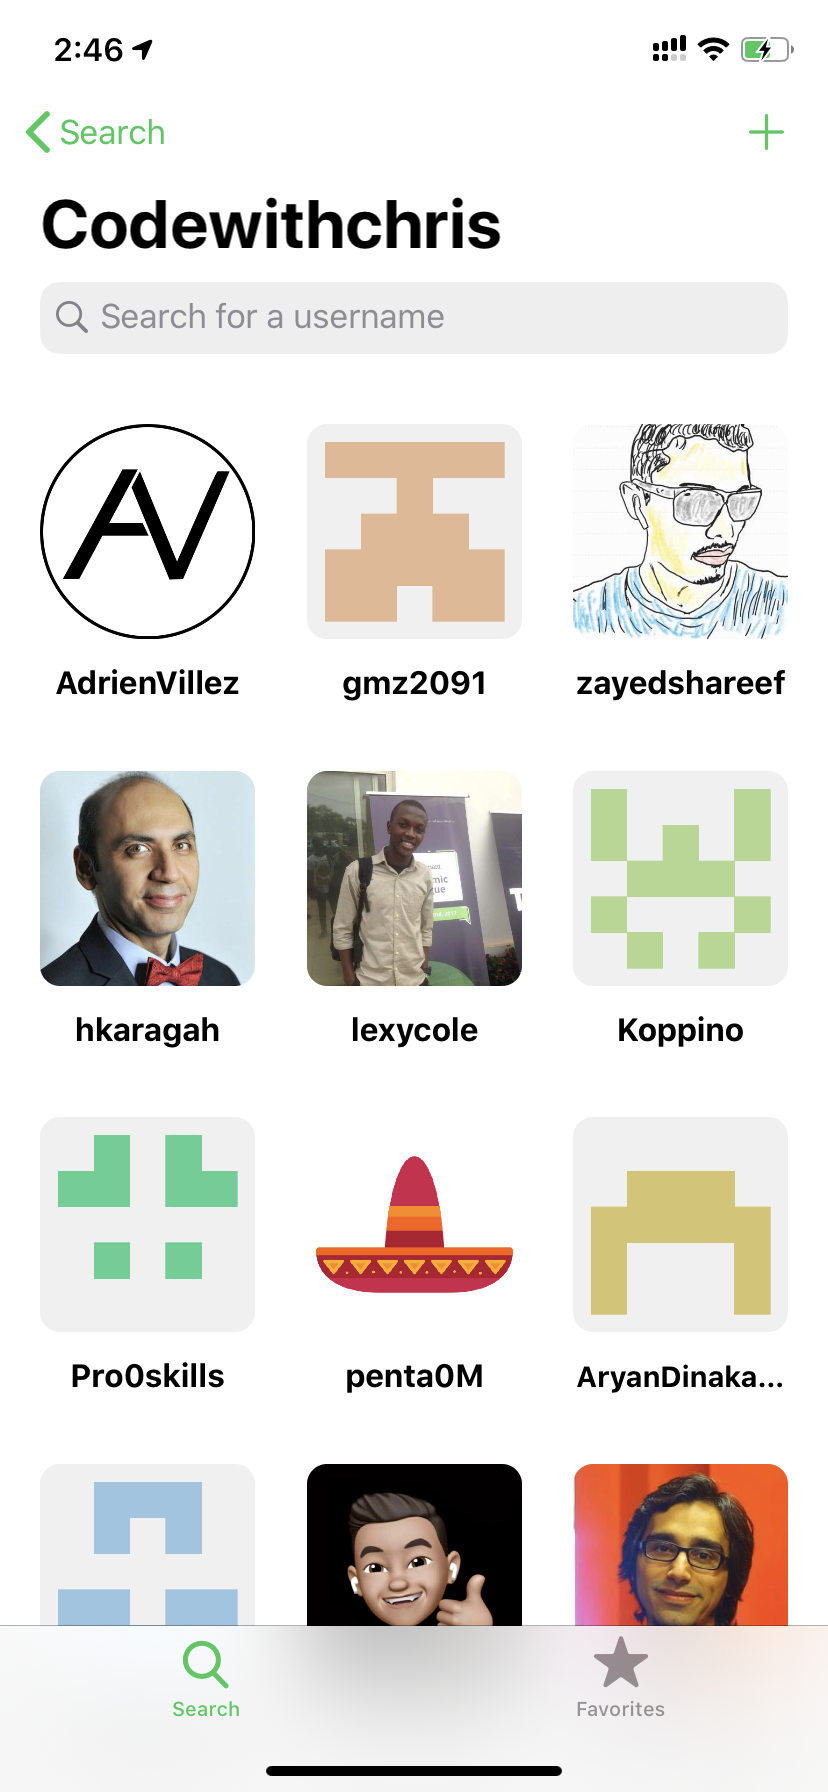 2:46
Search
Codewithchris
Search for a username
AV
AdrienVillez
gmz2091
zayedshareef
hkaragah
lexycole
Koppino
Pro0skills
penta0M
AryanDinaka...
Search
Favorites